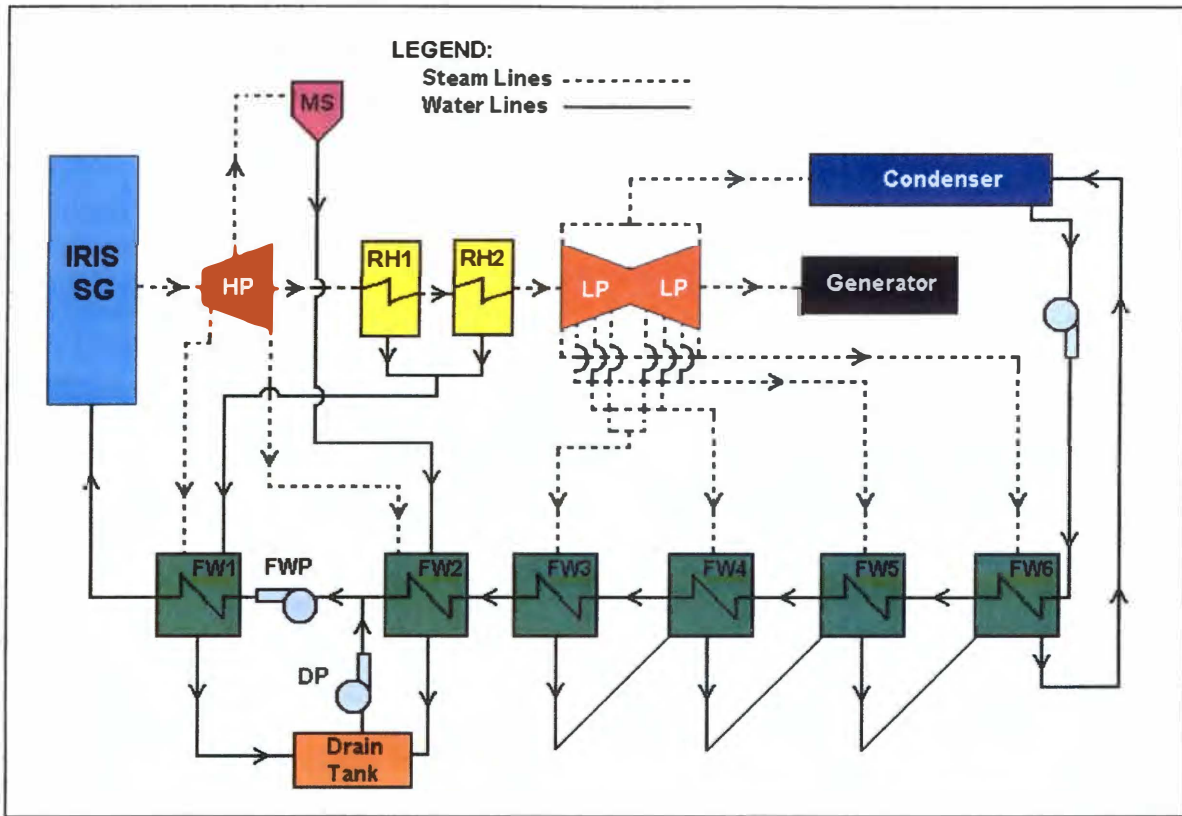 LEGEND:
Steam Lines
Water Lines
MS
IRIS
SG
HP
RH1
RH2
LP
LP
Condenser
Generator
FW1
FWP
FW2
FW3
FW4
FW5
FW6
DP
Drain
Tank